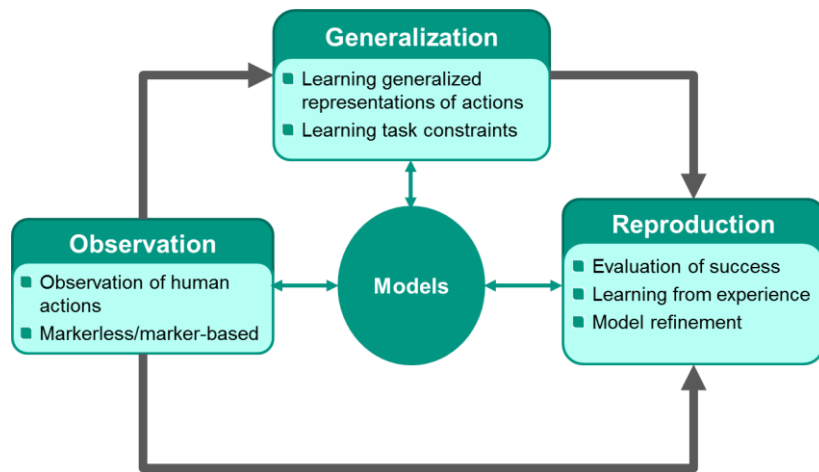 Generalization
Learning generalized
representations of actions
Learning task constraints
Observation
Observation of human
actions
Markerless/marker-based
Models
Reproduction
Evaluation of success
Learning from experience
Model refinement